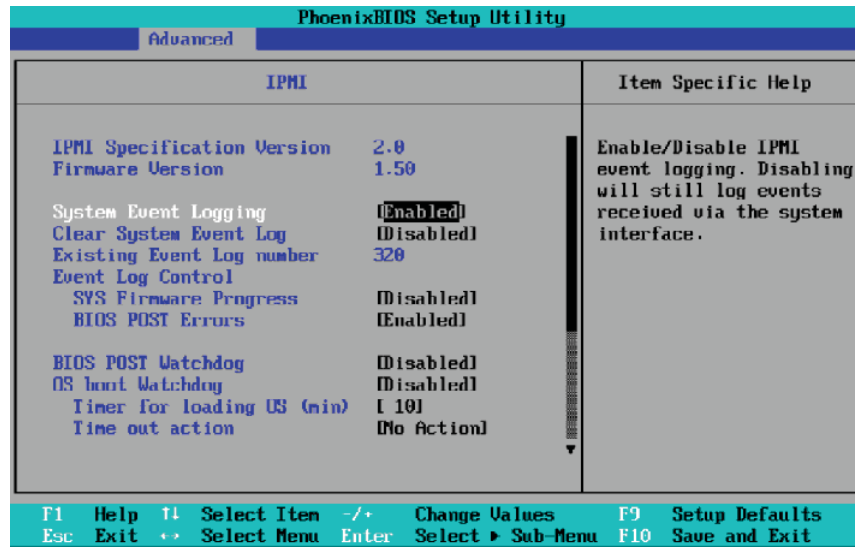 PhoenixBIOS Setup Utility
Advanced
IPMI
Item Specific Help
IPMI Specification Version 2.0
Firmware Version 1.50
System Event Logging [Enabled]
Clear System Event Log [Disabled]
Existing Event Log number 320
Event Log Control
SYS Firmware Progress [Disabled]
BIOS POST Errors [Enabled]
BIOS POST Watchdog [Disabled]
OS boot Watchdog [Disabled]
Timer for loading OS (min) [ 10]
Time out action [No Action]
Enable/Disable IPMI
event logging. Disabling
will still log events
received via the system
interface.
F1 Help ↑↓ Select Item -/+ Change Values F9 Setup Defaults
Esc Exit ↔ Select Menu Enter Select ▶ Sub-Menu F10 Save and Exit